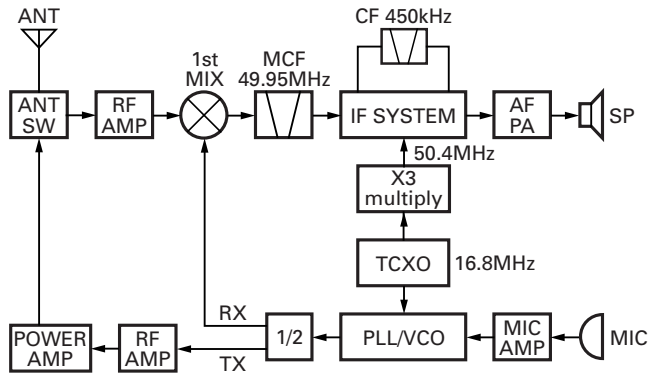 ANT
CF 450kHz
1st
MIX
MCF
49.95MHz
ANT
SW
RF
AMP
IF SYSTEM
AF
PA
SP
50.4MHz
X3
multiply
TCXO
16.8MHz
RX
TX
POWER
AMP
RF
AMP
1/2
PLL/VCO
MIC
AMP
MIC